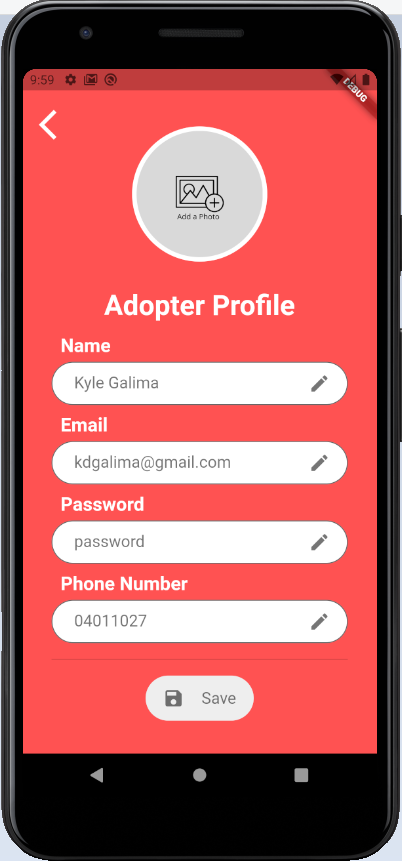 9:59
DEBUG
Add a Photo
Adopter Profile
Name
Kyle Galima
Email
kdgalima@gmail.com
Password
password
Phone Number
04011027
Save